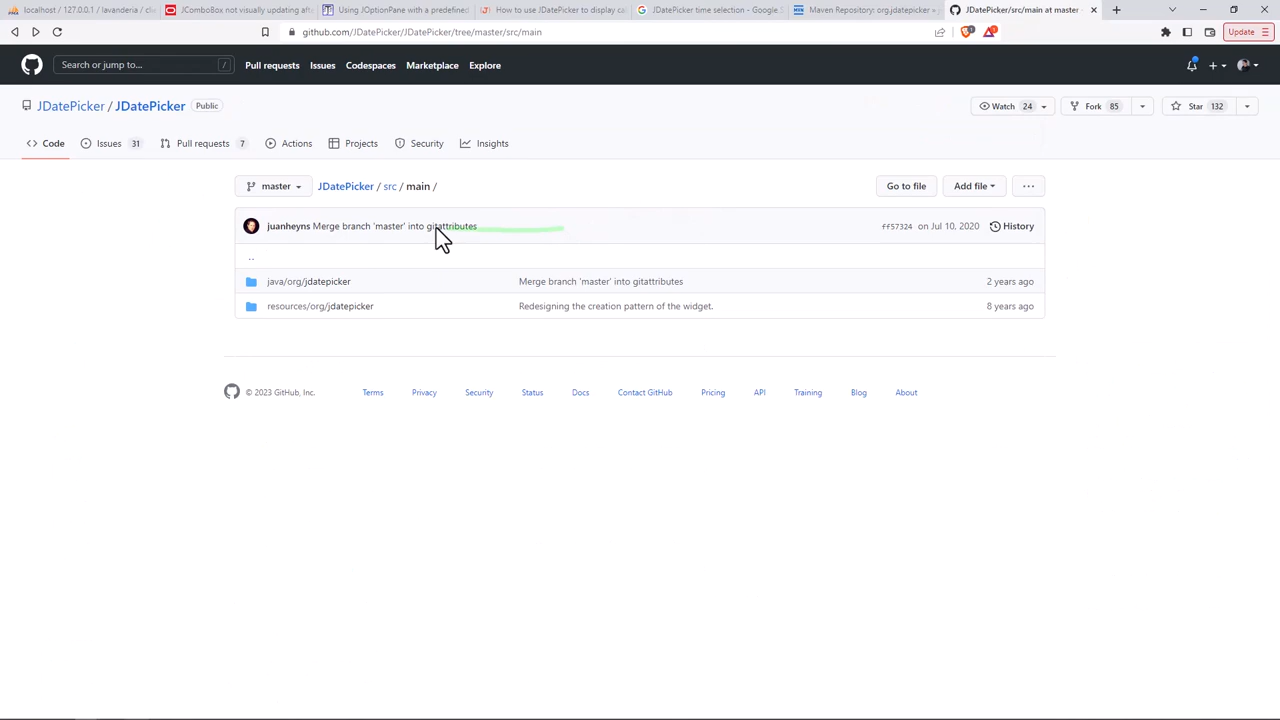 localhost / 127.0.0.1 / lavanderia / cli
JComboBox not visually updating aft
Using JOptionPane with a predefined
How to use JDatePicker to display ca
JDatePicker time selection - Google S
Maven Repository: org.jdatepicker »
JDatePicker/src/main at master
github.com/JDatePicker/JDatePicker/tree/master/src/main
Update
Search or jump to...
/
Pull requests
Issues
Codespaces
Marketplace
Explore
JDatePicker / JDatePicker
Public
Watch 24
Fork 85
Star 132
Code
Issues 31
Pull requests 7
Actions
Projects
Security
Insights
master
JDatePicker / src / main /
Go to file
Add file
juanheyns Merge branch 'master' into gitattributes
ff57324 on Jul 10, 2020
History
..
java/org/jdatepicker
Merge branch 'master' into gitattributes
2 years ago
resources/org/jdatepicker
Redesigning the creation pattern of the widget.
8 years ago
© 2023 GitHub, Inc.
Terms
Privacy
Security
Status
Docs
Contact GitHub
Pricing
API
Training
Blog
About